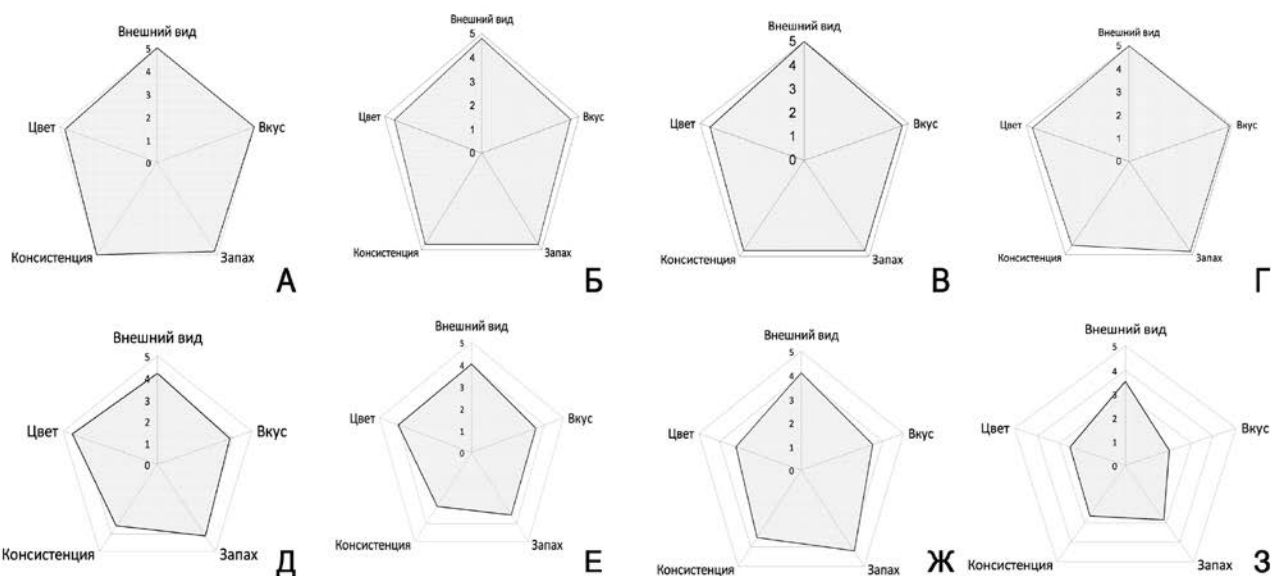 Внешний вид
5
4
3
2
1
0
Цвет
Вкус
Консистенция
Запах
А
Внешний вид
5
4
3
2
1
0
Цвет
Вкус
Консистенция
Запах
Б
Внешний вид
5
4
3
2
1
0
Цвет
Вкус
Консистенция
Запах
В
Внешний вид
5
4
3
2
1
0
Цвет
Вкус
Консистенция
Запах
Г
Внешний вид
5
4
3
2
1
0
Цвет
Вкус
Консистенция
Запах
Д
Внешний вид
5
4
3
2
1
0
Цвет
Вкус
Консистенция
Запах
Е
Внешний вид
5
4
3
2
1
0
Цвет
Вкус
Консистенция
Запах
Ж
Внешний вид
5
4
3
2
1
0
Цвет
Вкус
Консистенция
Запах
З